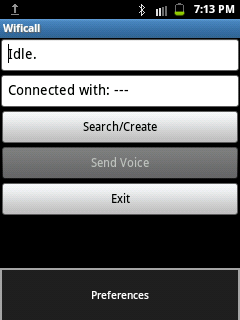 7:13 PM
Wificall
Idle.
Connected with: ---
Search/Create
Send Voice
Exit
Preferences